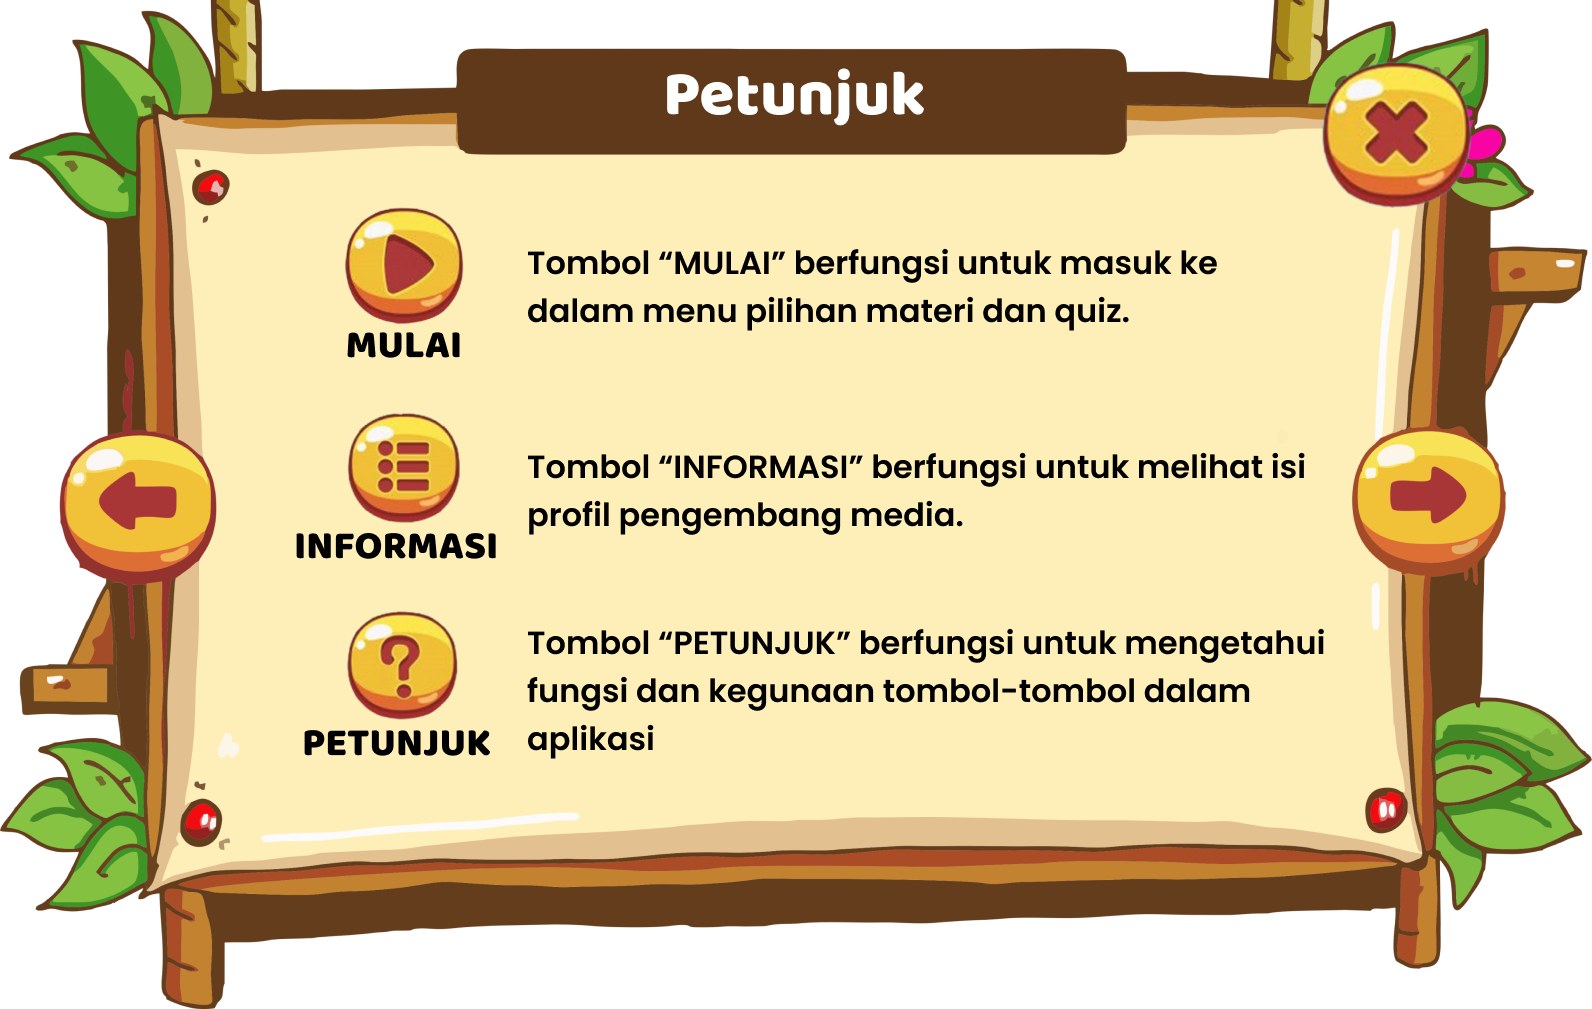 Petunjuk
Tombol “MULAI” berfungsi untuk masuk ke
dalam menu pilihan materi dan quiz.
MULAI
Tombol “INFORMASI” berfungsi untuk melihat isi
profil pengembang media.
INFORMASI
Tombol “PETUNJUK” berfungsi untuk mengetahui
fungsi dan kegunaan tombol-tombol dalam
aplikasi
PETUNJUK